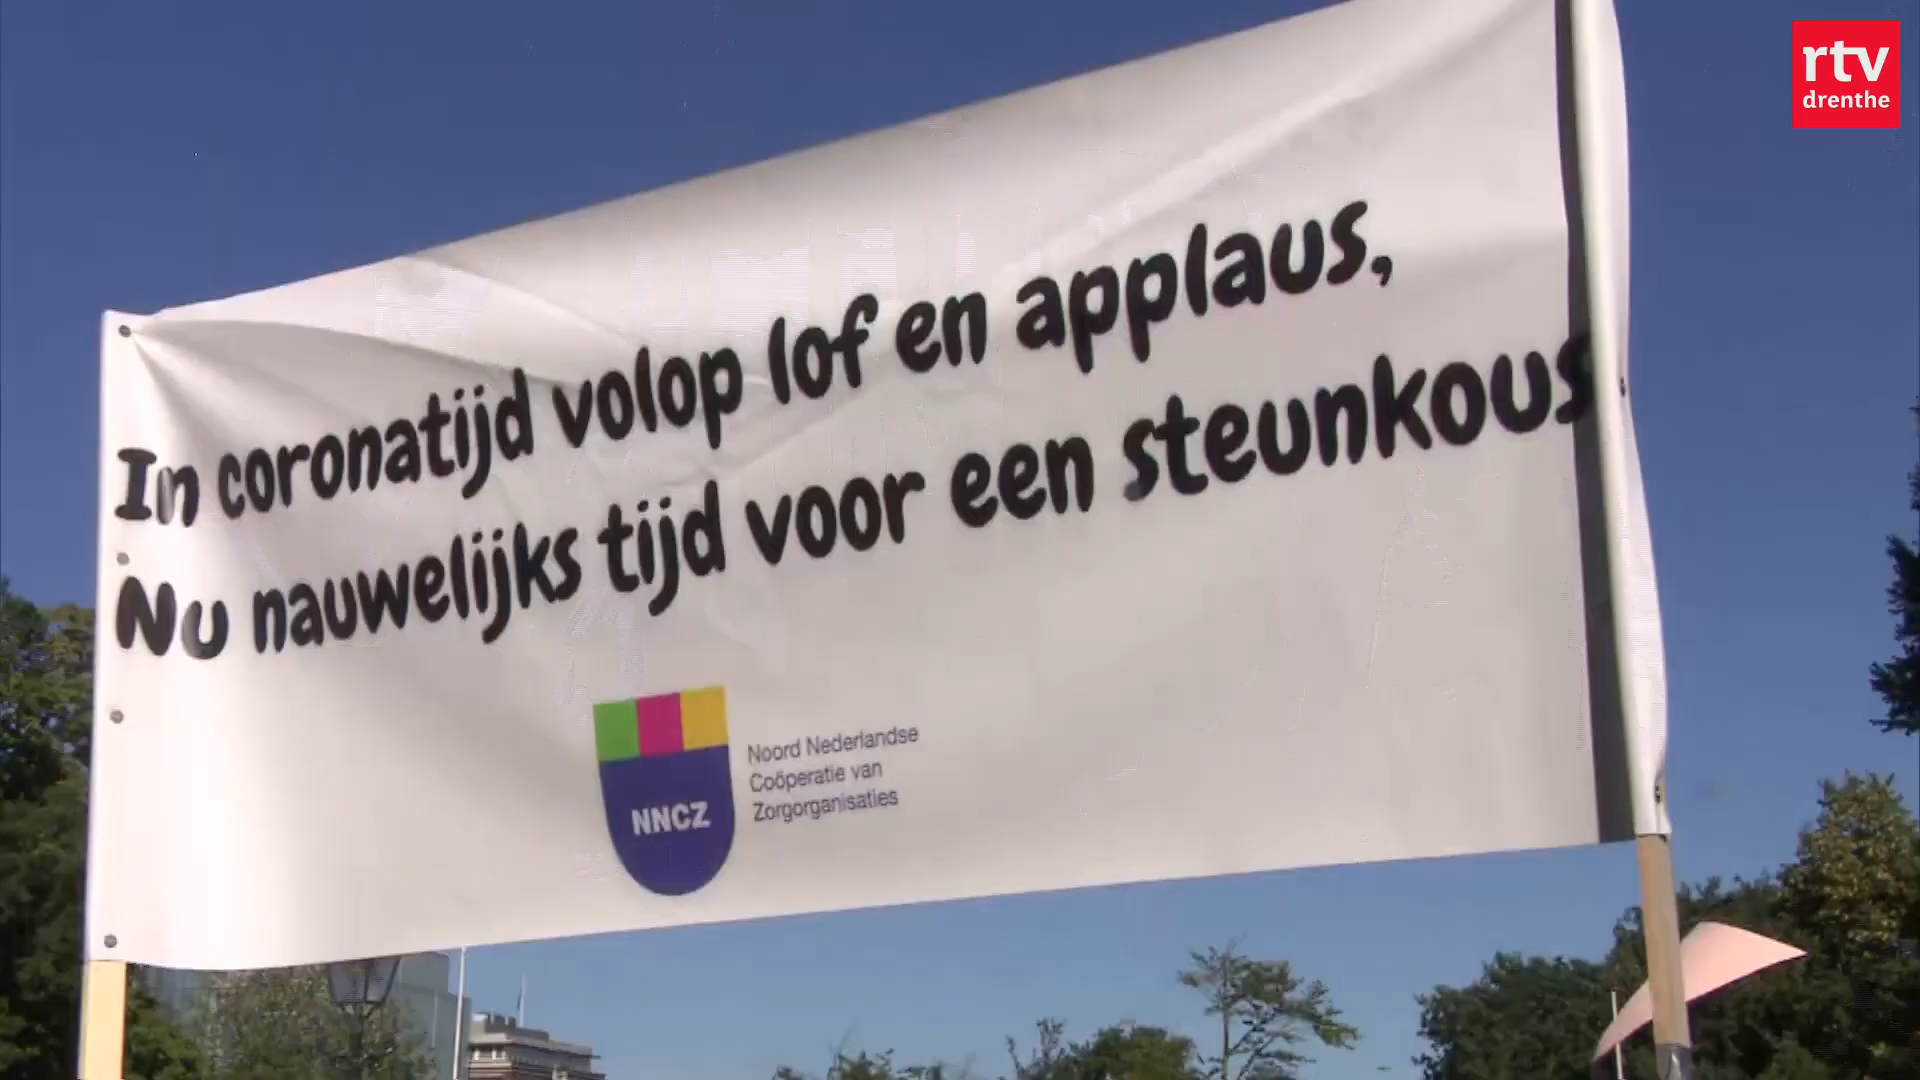 rtv
drenthe
In coronatijd volop lof en applaus,
Nu nauwelijks tijd voor een steunkous
NNCZ
Noord Nederlandse
Coöperatie van
Zorgorganisaties